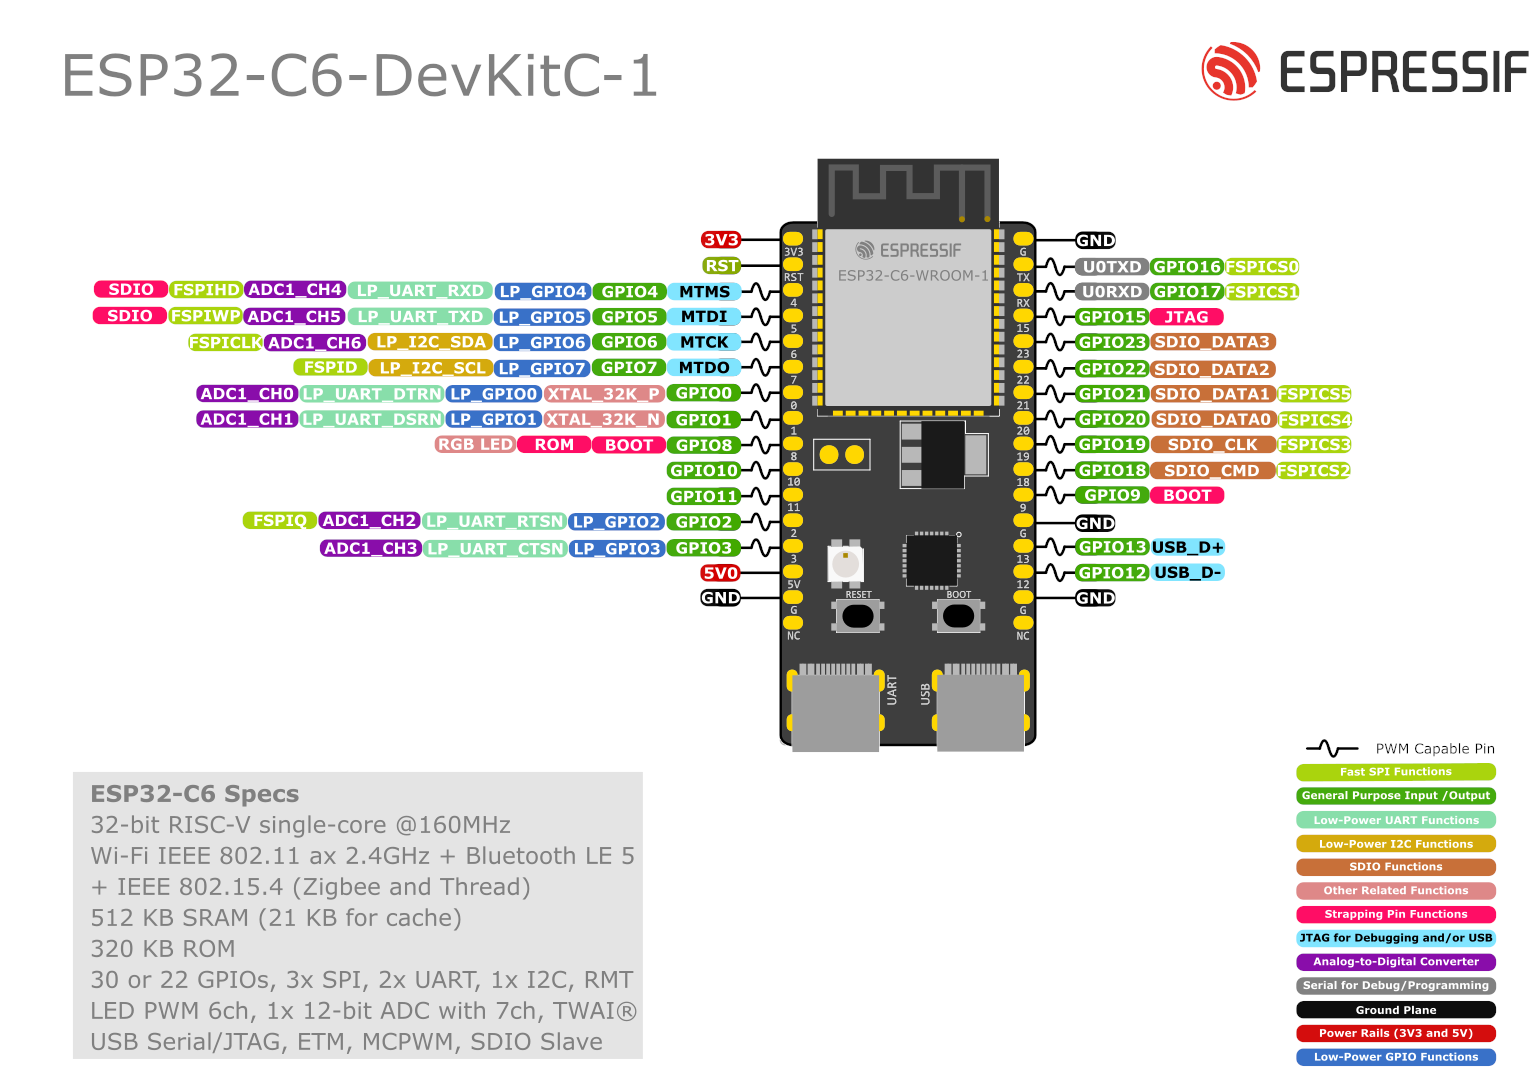 ESP32-C6-DevKitC-1
ESPRESSIF
ESPRESSIF
ESP32-C6-WROOM-1
3V3
RST
SDIO FSPIHD ADC1_CH4 LP_UART_RXD LP_GPIO4 GPIO4 MTMS
SDIO FSPIWP ADC1_CH5 LP_UART_TXD LP_GPIO5 GPIO5 MTDI
FSPICLK ADC1_CH6 LP_I2C_SDA LP_GPIO6 GPIO6 MTCK
FSPID LP_I2C_SCL LP_GPIO7 GPIO7 MTDO
ADC1_CH0 LP_UART_DTRN LP_GPIO0 XTAL_32K_P GPIO0
ADC1_CH1 LP_UART_DSRN LP_GPIO1 XTAL_32K_N GPIO1
RGB LED ROM BOOT GPIO8
GPIO10
GPIO11
FSPIQ ADC1_CH2 LP_UART_RTSN LP_GPIO2 GPIO2
ADC1_CH3 LP_UART_CTSN LP_GPIO3 GPIO3
5V0
GND
3V3
RST
4
5
6
7
0
1
8
10
11
2
3
5V
G
NC
G
TX
RX
15
23
22
21
20
19
18
9
G
13
12
G
NC
RESET
BOOT
UART
USB
GND
U0TXD GPIO16 FSPICS0
U0RXD GPIO17 FSPICS1
GPIO15 JTAG
GPIO23 SDIO_DATA3
GPIO22 SDIO_DATA2
GPIO21 SDIO_DATA1 FSPICS5
GPIO20 SDIO_DATA0 FSPICS4
GPIO19 SDIO_CLK FSPICS3
GPIO18 SDIO_CMD FSPICS2
GPIO9 BOOT
GND
GPIO13 USB_D+
GPIO12 USB_D-
GND
ESP32-C6 Specs
32-bit RISC-V single-core @160MHz
Wi-Fi IEEE 802.11 ax 2.4GHz + Bluetooth LE 5
+ IEEE 802.15.4 (Zigbee and Thread)
512 KB SRAM (21 KB for cache)
320 KB ROM
30 or 22 GPIOs, 3x SPI, 2x UART, 1x I2C, RMT
LED PWM 6ch, 1x 12-bit ADC with 7ch, TWAI®
USB Serial/JTAG, ETM, MCPWM, SDIO Slave
PWM Capable Pin
Fast SPI Functions
General Purpose Input /Output
Low-Power UART Functions
Low-Power I2C Functions
SDIO Functions
Other Related Functions
Strapping Pin Functions
JTAG for Debugging and/or USB
Analog-to-Digital Converter
Serial for Debug/Programming
Ground Plane
Power Rails (3V3 and 5V)
Low-Power GPIO Functions